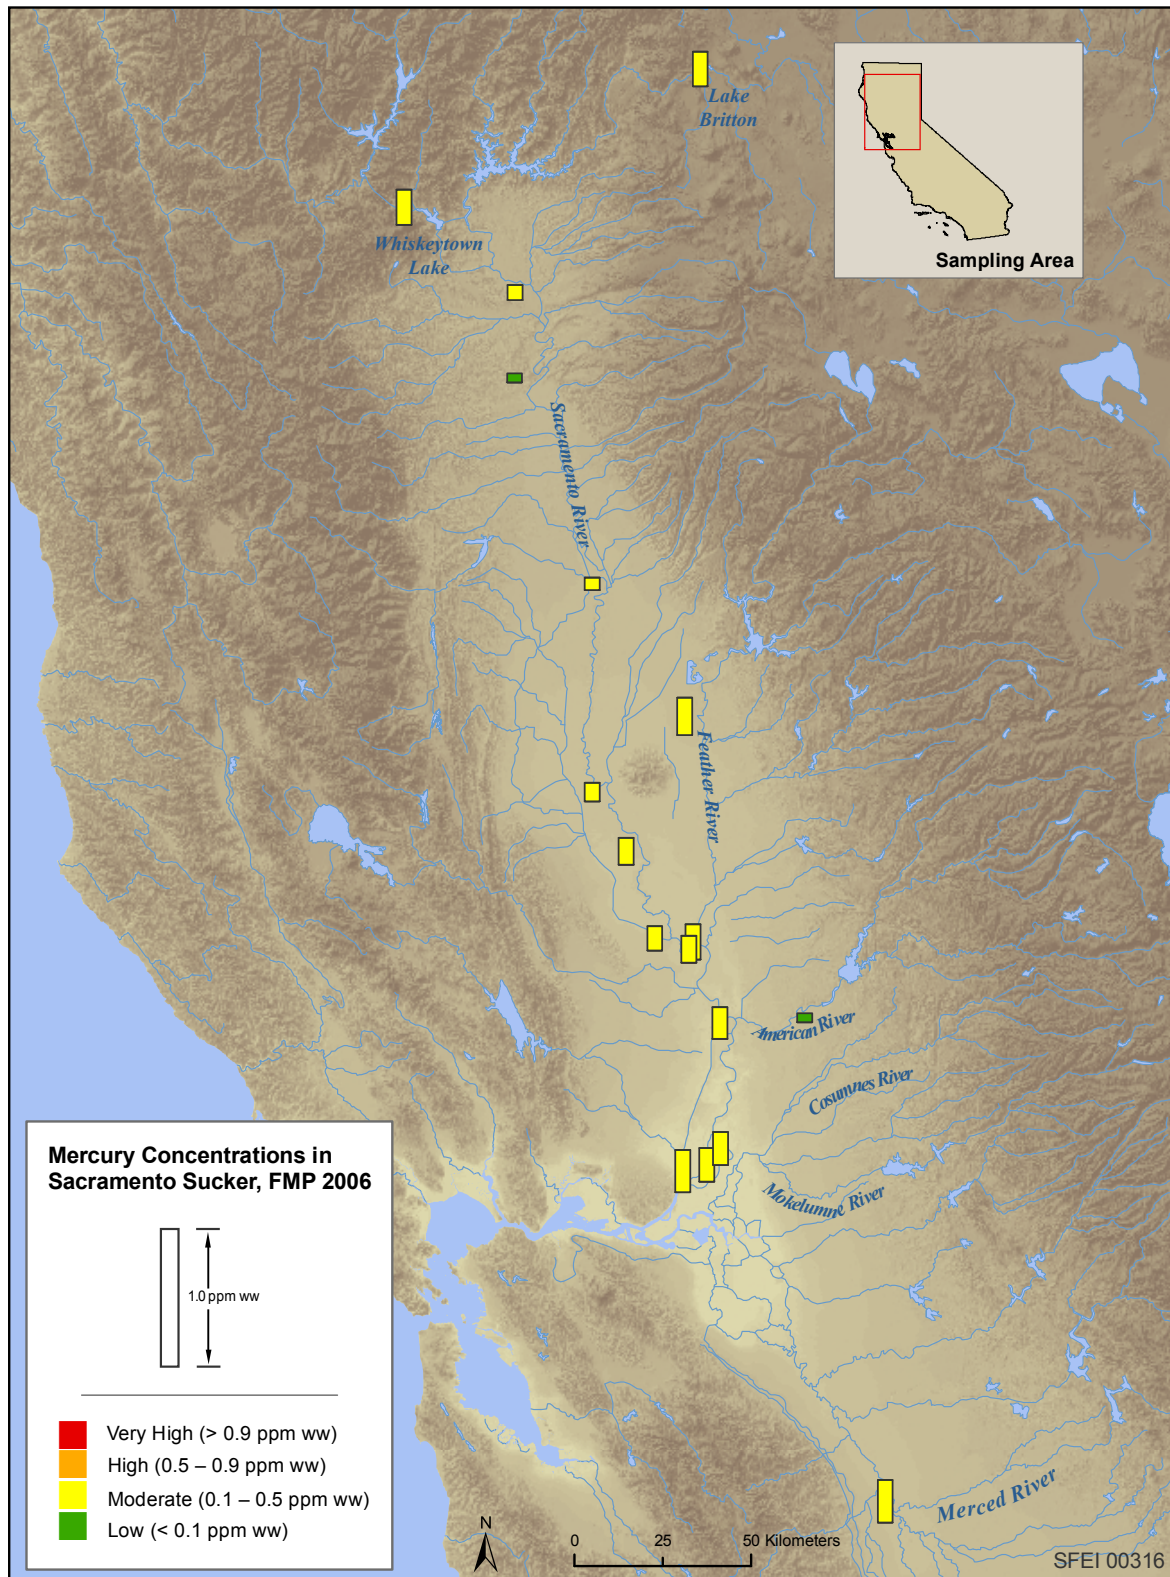 Lake
Britton
Sampling Area
Whiskeytown
Lake
Sacramento River
Feather River
American River
Cosumnes River
Mokelumne River
Merced River
Mercury Concentrations in
Sacramento Sucker, FMP 2006
1.0 ppm ww
Very High (> 0.9 ppm ww)
High (0.5 – 0.9 ppm ww)
Moderate (0.1 – 0.5 ppm ww)
Low (< 0.1 ppm ww)
N
0 25 50 Kilometers
SFEI 00316